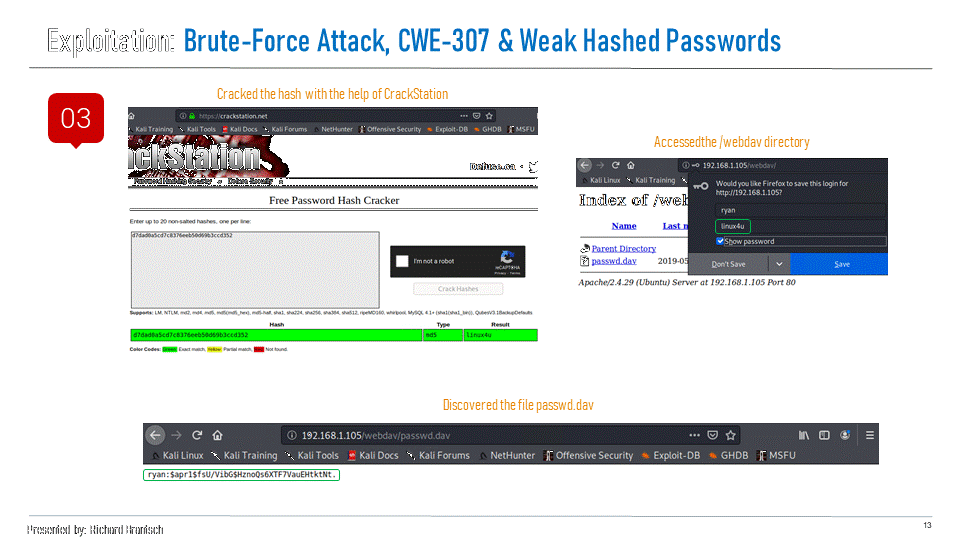 Exploitation: Brute-Force Attack, CWE-307 & Weak Hashed Passwords
03
Cracked the hash with the help of CrackStation
https://crackstation.net
Kali Training Kali Tools Kali Docs Kali Forums NetHunter Offensive Security Exploit-DB GHDB MSFU
ckStation
Defuse.ca
Free Password Hash Cracker
Enter up to 20 non-salted hashes, one per line:
d7dad0a5cd7c8376eeb50d69b3ccd352
I'm not a robot
reCAPTCHA
Privacy - Terms
Crack Hashes
Supports: LM, NTLM, md2, md4, md5, md5(md5_hex), md5-half, sha1, sha224, sha256, sha384, sha512, ripeMD160, whirlpool, MySQL 4.1+ (sha1(sha1_bin)), QubesV3.1BackupDefaults
Hash Type Result
d7dad0a5cd7c8376eeb50d69b3ccd352 md5 linux4u
Color Codes: Green Exact match, Yellow Partial match, Red Not found.
Accessedthe /webdav directory
192.168.1.105/webdav/
Kali Linux Kali Training
Would you like Firefox to save this login for
http://192.168.1.105?
ryan
linux4u
Show password
Don't Save Save
Index of /web
Name Last m
Parent Directory
passwd.dav 2019-05
Apache/2.4.29 (Ubuntu) Server at 192.168.1.105 Port 80
Discovered the file passwd.dav
192.168.1.105/webdav/passwd.dav
Kali Linux Kali Training Kali Tools Kali Docs Kali Forums NetHunter Offensive Security Exploit-DB GHDB MSFU
ryan:$apr1$fsU/VibG$HznoQs6XTF7VauEHtktNt.
Presented by: Richard Hranisch
13